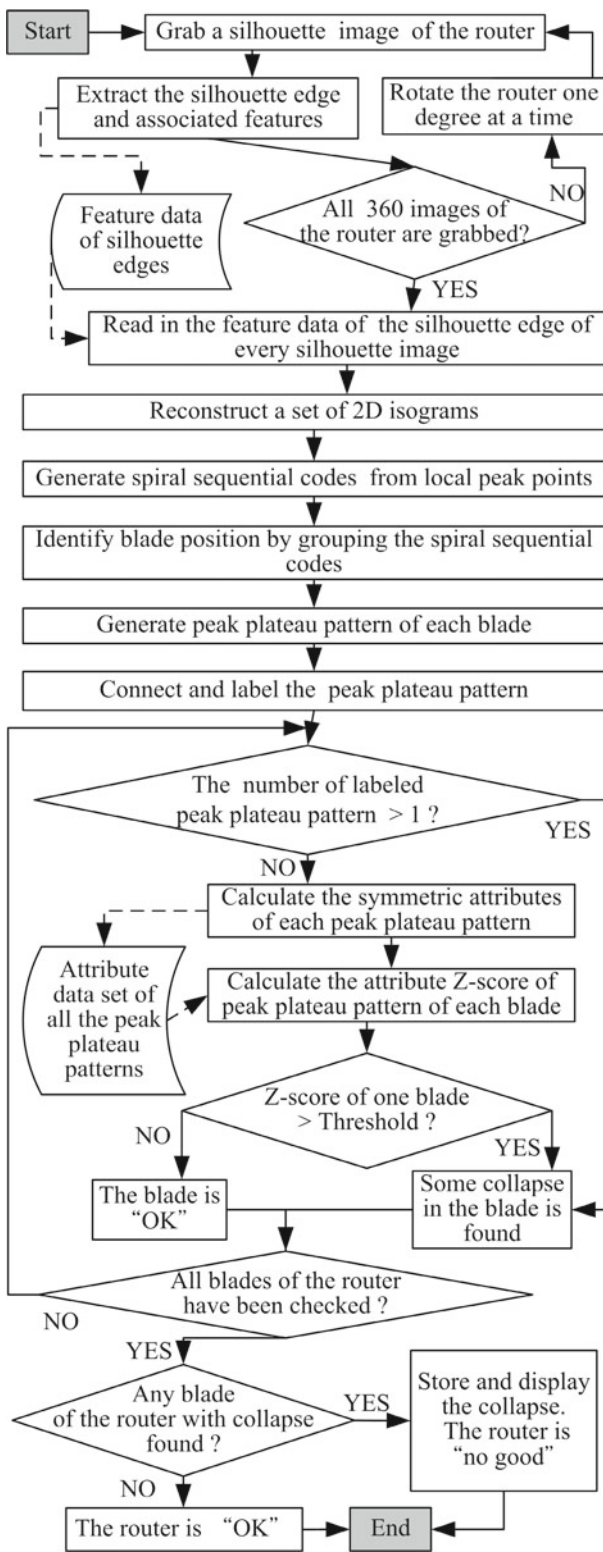 Start
Grab a silhouette image of the router
Extract the silhouette edge
and associated features
Rotate the router one
degree at a time
NO
Feature data
of silhouette
edges
All 360 images of
the router are grabbed?
YES
Read in the feature data of the silhouette edge of
every silhouette image
Reconstruct a set of 2D isograms
Generate spiral sequential codes from local peak points
Identify blade position by grouping the spiral sequential
codes
Generate peak plateau pattern of each blade
Connect and label the peak plateau pattern
The number of labeled
peak plateau pattern > 1 ?
YES
NO
Calculate the symmetric attributes
of each peak plateau pattern
Attribute
data set of
all the peak
plateau
patterns
Calculate the attribute Z-score of
peak plateau pattern of each blade
Z-score of one blade
> Threshold ?
NO
YES
The blade is
“OK”
Some collapse
in the blade is
found
All blades of the router
have been checked ?
NO
YES
Any blade
of the router with collapse
found ?
YES
Store and display
the collapse.
The router is
“no good”
NO
The router is “OK”
End